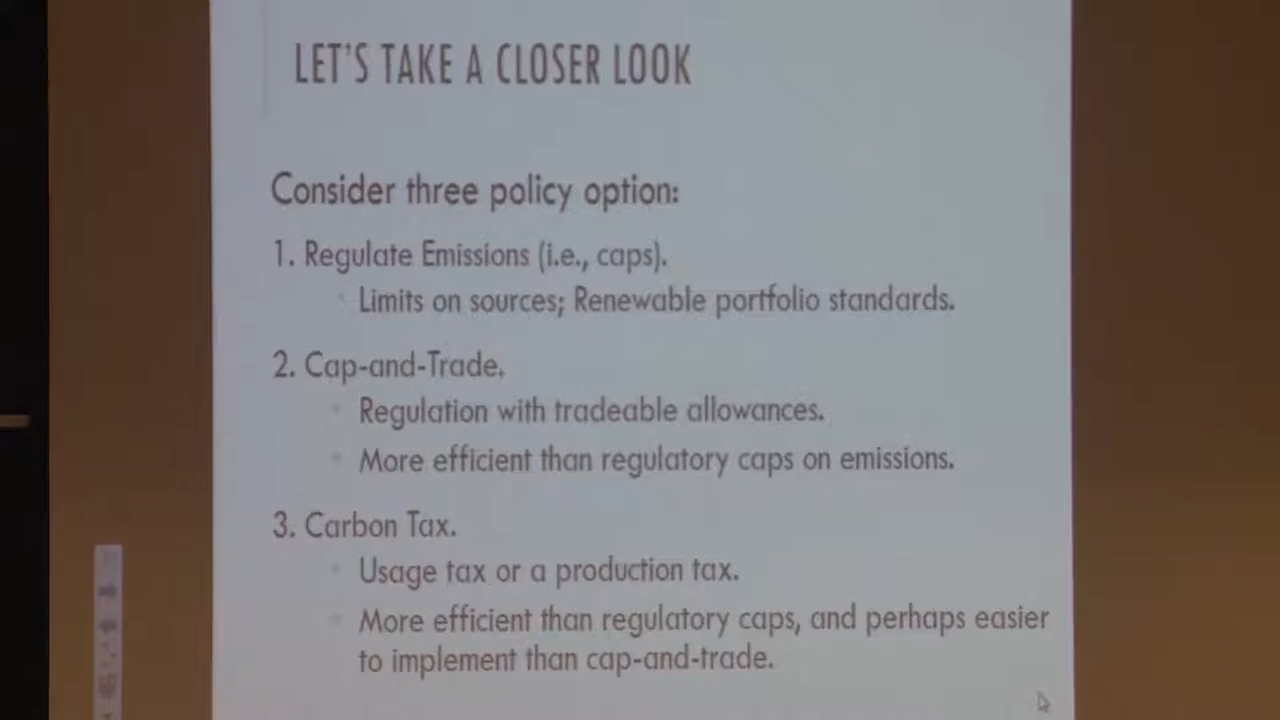 LET'S TAKE A CLOSER LOOK
Consider three policy option:
1. Regulate Emissions (i.e., caps).
Limits on sources; Renewable portfolio standards.
2. Cap-and-Trade.
Regulation with tradeable allowances.
More efficient than regulatory caps on emissions.
3. Carbon Tax.
Usage tax or a production tax.
More efficient than regulatory caps, and perhaps easier
to implement than cap-and-trade.